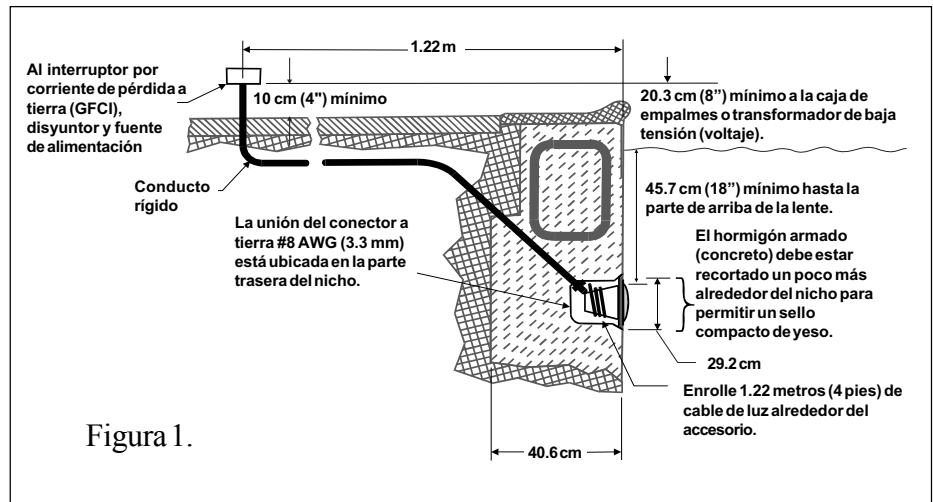 1.22 m
Al interruptor por
corriente de pérdida a
tierra (GFCI),
disyuntor y fuente
de alimentación
10 cm (4") mínimo
20.3 cm (8”) mínimo a la caja de
empalmes o transformador de baja
tensión (voltaje).
Conducto
rígido
45.7 cm (18”) mínimo hasta la
parte de arriba de la lente.
La unión del conector a
tierra #8 AWG (3.3 mm)
está ubicada en la parte
trasera del nicho.
El hormigón armado
(concreto) debe estar
recortado un poco más
alrededor del nicho para
permitir un sello
compacto de yeso.
29.2 cm
Enrolle 1.22 metros (4 pies) de
cable de luz alrededor del
accesorio.
Figura 1.
40.6 cm